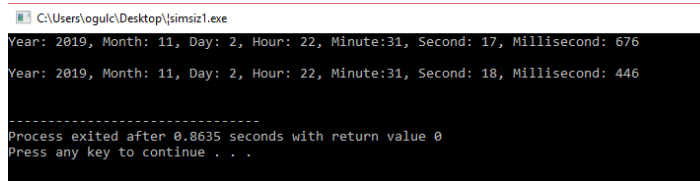 C:\Users\ogulc\Desktop\¦simsiz1.exe
Year: 2019, Month: 11, Day: 2, Hour: 22, Minute:31, Second: 17, Millisecond: 676
Year: 2019, Month: 11, Day: 2, Hour: 22, Minute:31, Second: 18, Millisecond: 446
--------------------------------
Process exited after 0.8635 seconds with return value 0
Press any key to continue . . .